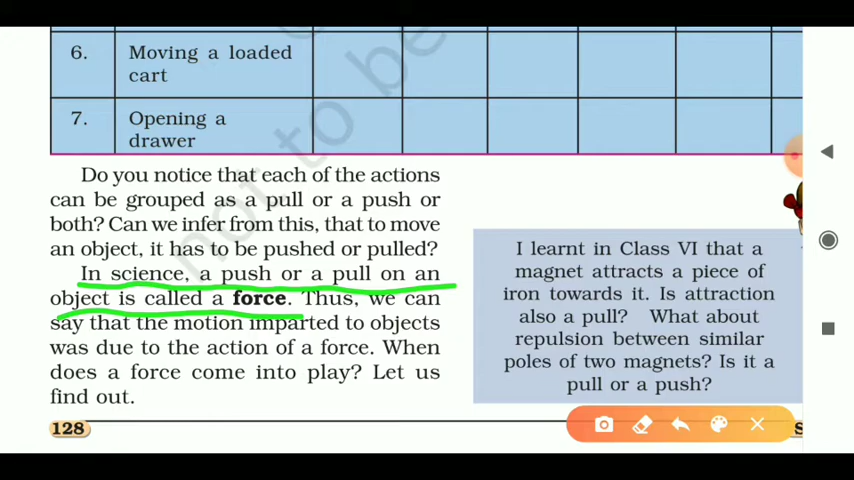 6. Moving a loaded
cart
7. Opening a
drawer
not to be
Do you notice that each of the actions
can be grouped as a pull or a push or
both? Can we infer from this, that to move
an object, it has to be pushed or pulled?
In science, a push or a pull on an
object is called a force. Thus, we can
say that the motion imparted to objects
was due to the action of a force. When
does a force come into play? Let us
find out.
I learnt in Class VI that a
magnet attracts a piece of
iron towards it. Is attraction
also a pull? What about
repulsion between similar
poles of two magnets? Is it a
pull or a push?
128
S